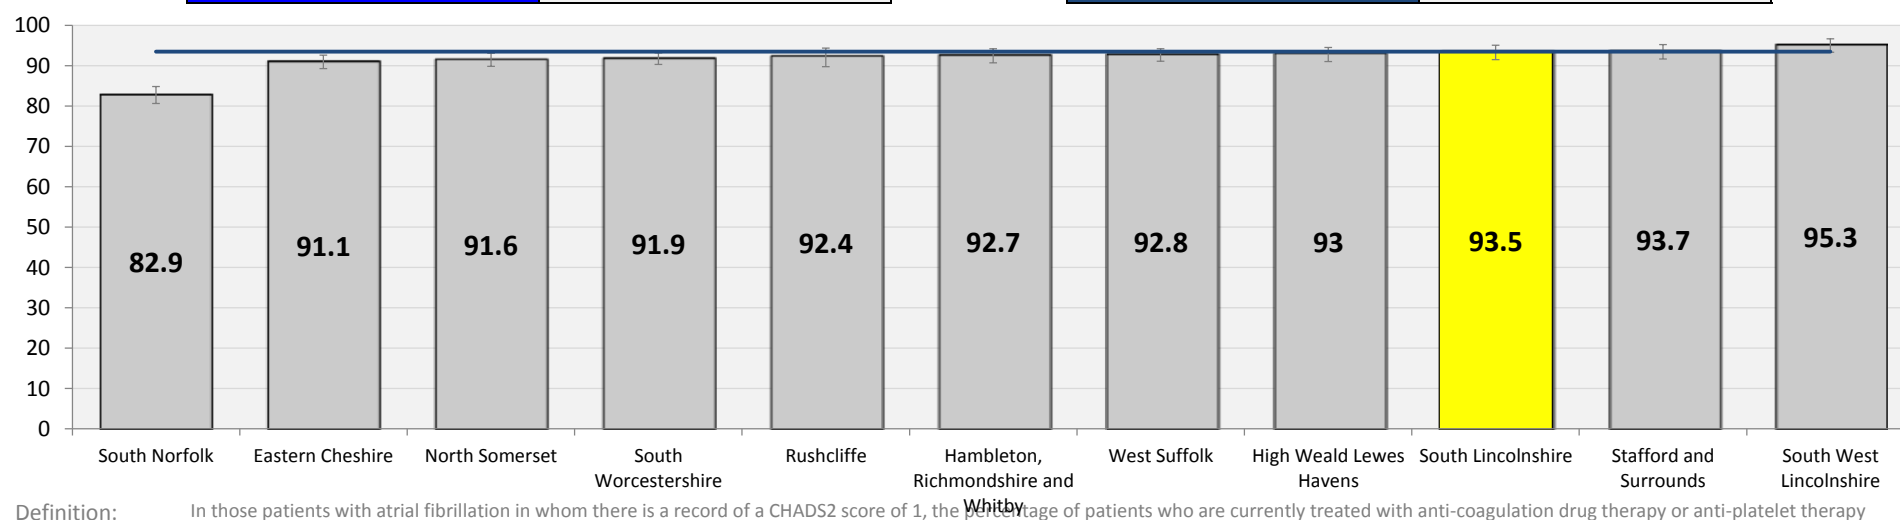 100
90
80
70
60
50
40
30
20
10
0
82.9
91.1
91.6
91.9
92.4
92.7
92.8
93
93.5
93.7
95.3
South Norfolk
Eastern Cheshire
North Somerset
South
Worcestershire
Rushcliffe
Hambleton,
Richmondshire and
Whitby
West Suffolk
High Weald Lewes
Havens
South Lincolnshire
Stafford and
Surrounds
South West
Lincolnshire
Definition: In those patients with atrial fibrillation in whom there is a record of a CHADS2 score of 1, the percentage of patients who are currently treated with anti-coagulation drug therapy or anti-platelet therapy